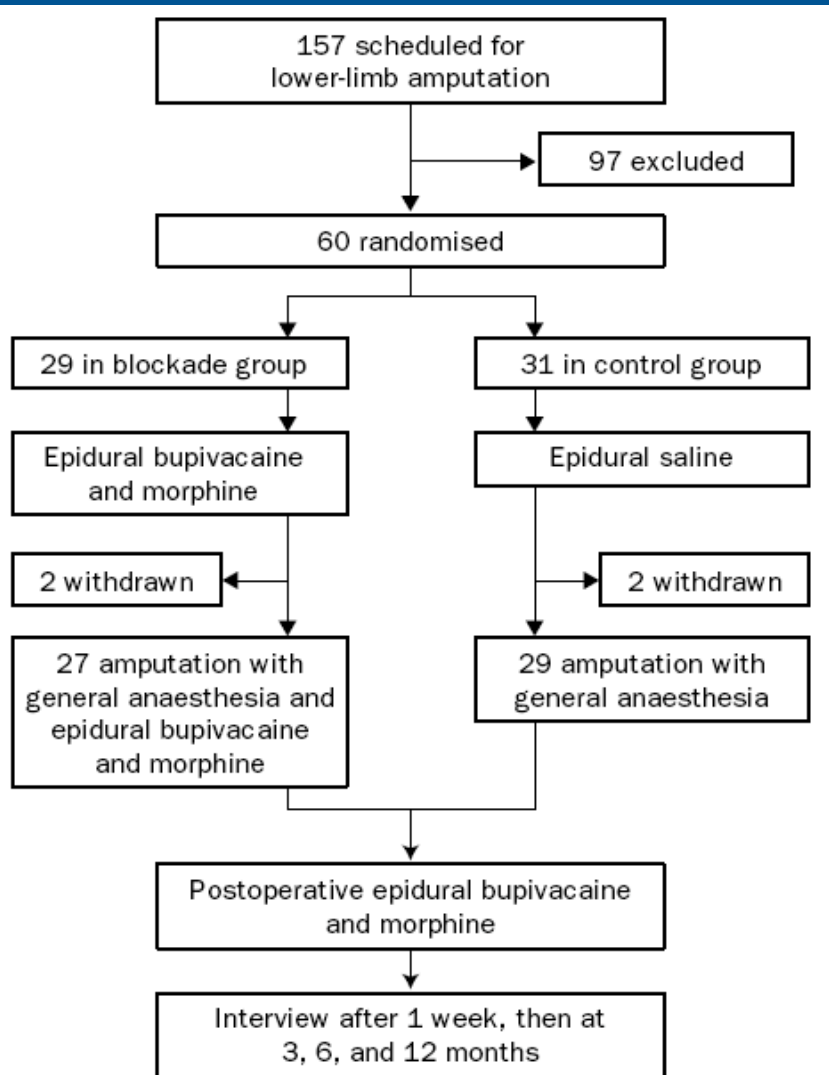 157 scheduled for
lower-limb amputation
97 excluded
60 randomised
29 in blockade group
31 in control group
Epidural bupivacaine
and morphine
Epidural saline
2 withdrawn
2 withdrawn
27 amputation with
general anaesthesia and
epidural bupivacaine
and morphine
29 amputation with
general anaesthesia
Postoperative epidural bupivacaine
and morphine
Interview after 1 week, then at
3, 6, and 12 months